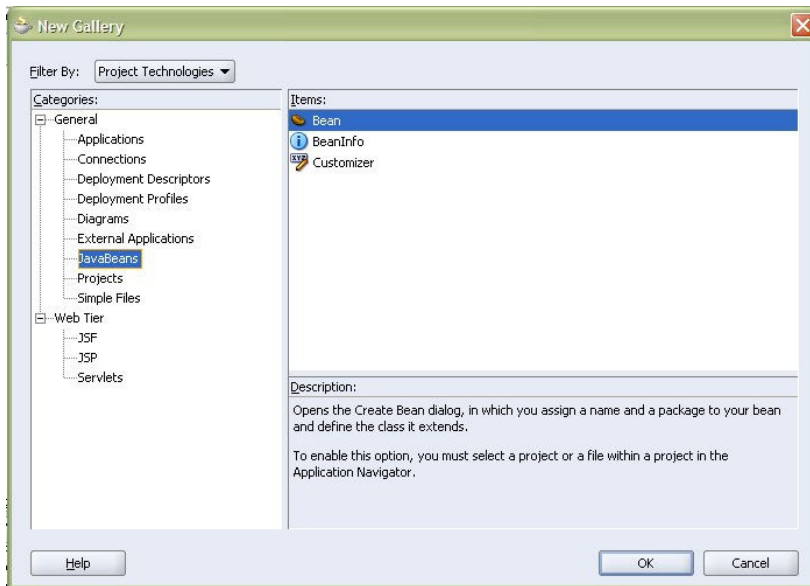 New Gallery
Filter By: Project Technologies
Categories:
General
Applications
Connections
Deployment Descriptors
Deployment Profiles
Diagrams
External Applications
JavaBeans
Projects
Simple Files
Web Tier
JSF
JSP
Servlets
Items:
Bean
BeanInfo
Customizer
Description:
Opens the Create Bean dialog, in which you assign a name and a package to your bean
and define the class it extends.
To enable this option, you must select a project or a file within a project in the
Application Navigator.
Help
OK
Cancel